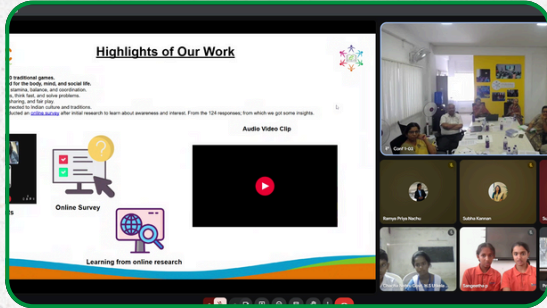 Highlights of Our Work
5 traditional games.
d for the body, mind, and social life.
stamina, balance, and coordination.
s, think fast, and solve problems.
sharing, and fair play.
nected to Indian culture and traditions.
ducted an online survey after initial research to learn about awareness and interest. From the 124 responses; from which we got some insights.
Audio Video Clip
Online Survey
Learning from online research
Ramya Priya Nachu
Subha Kannan